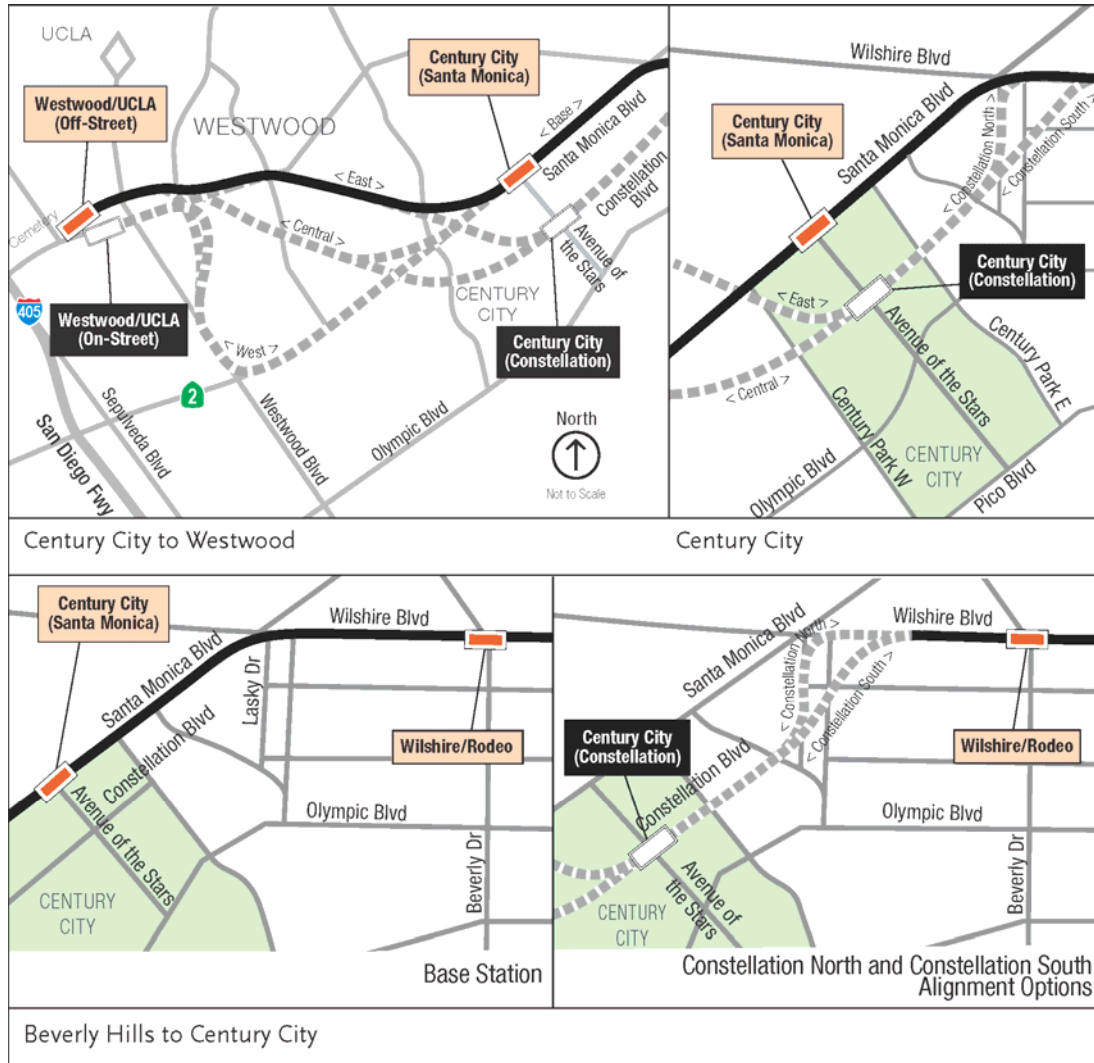 UCLA
Westwood/UCLA
(Off-Street)
WESTWOOD
Century City
(Santa Monica)
< Base >
Santa Monica Blvd
Constellation
Blvd
< East >
< Central >
Cemetery
Avenue of
the Stars
CENTURY
CITY
405
Westwood/UCLA
(On-Street)
< West >
Century City
(Constellation)
2
Sepulveda Blvd
San Diego Fwy
Westwood Blvd
Olympic Blvd
North
Not to Scale
Century City to Westwood
Wilshire Blvd
Santa Monica Blvd
Century City
(Santa Monica)
< Constellation North >
< Constellation South >
Century City
(Constellation)
< East >
< Central >
Avenue of the Stars
Century Park E
Century Park W
CENTURY
CITY
Olympic Blvd
Pico Blvd
Century City
Century City
(Santa Monica)
Wilshire Blvd
Santa Monica Blvd
Lasky Dr
Constellation Blvd
Wilshire/Rodeo
Avenue of the Stars
Olympic Blvd
Beverly Dr
CENTURY
CITY
Base Station
Santa Monica Blvd
Wilshire Blvd
< Constellation North >
< Constellation South >
Century City
(Constellation)
Wilshire/Rodeo
Constellation Blvd
Olympic Blvd
Avenue of
the Stars
Beverly Dr
CENTURY
CITY
Constellation North and Constellation South
Alignment Options
Beverly Hills to Century City